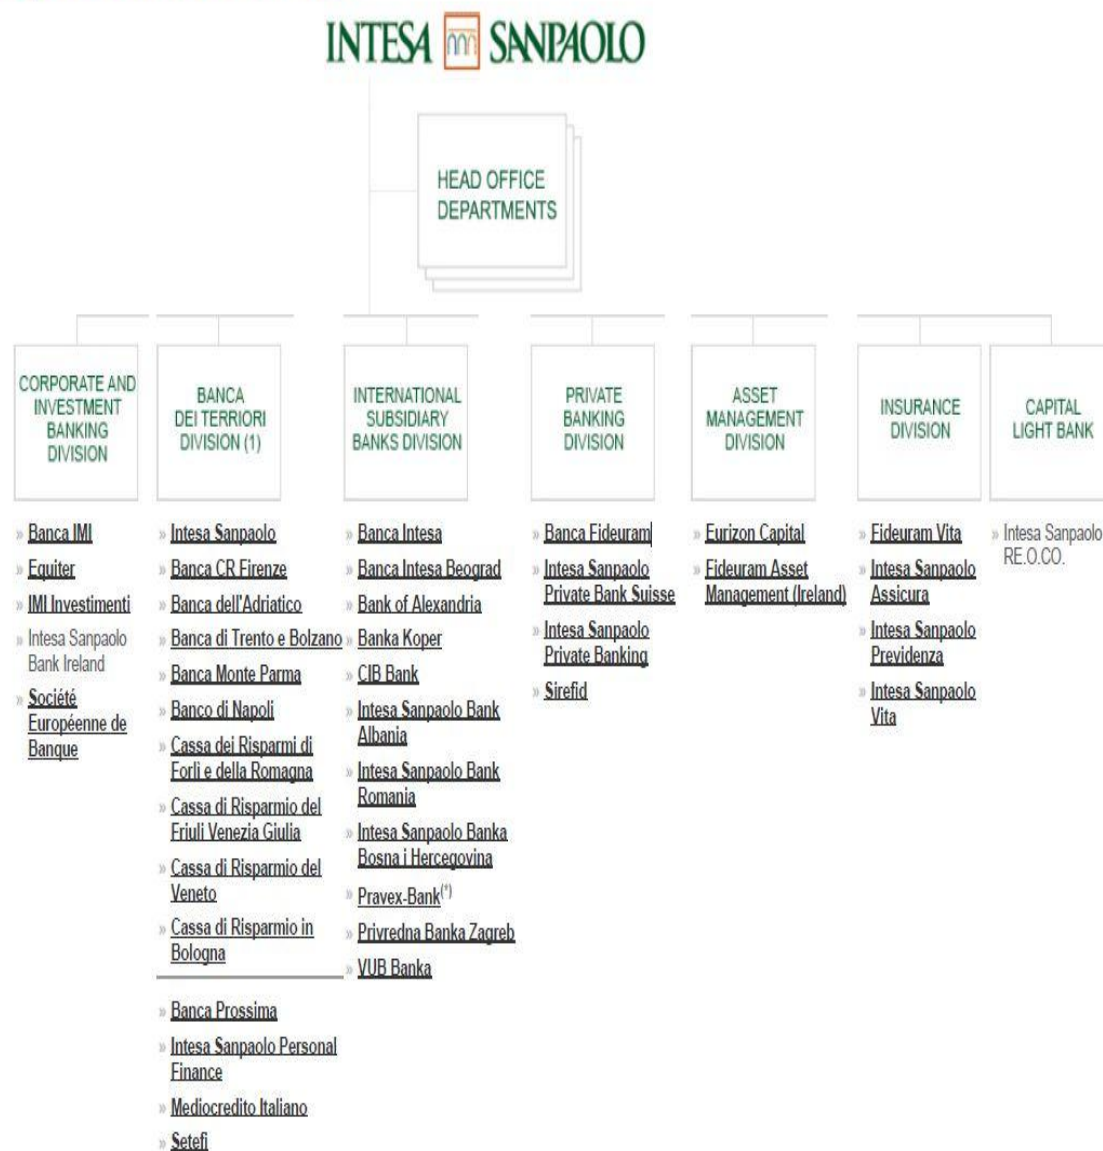 INTESA SANPAOLO
HEAD OFFICE
DEPARTMENTS
CORPORATE AND
INVESTMENT
BANKING
DIVISION
» Banca IMI
» Equiter
» IMI Investimenti
» Intesa Sanpaolo
Bank Ireland
» Société
Européenne de
Banque
BANCA
DEI TERRIORI
DIVISION (1)
» Intesa Sanpaolo
» Banca CR Firenze
» Banca dell'Adriatico
» Banca di Trento e Bolzano
» Banca Monte Parma
» Banco di Napoli
» Cassa dei Risparmi di
Forlì e della Romagna
» Cassa di Risparmio del
Friuli Venezia Giulia
» Cassa di Risparmio del
Veneto
» Cassa di Risparmio in
Bologna
» Banca Prossima
» Intesa Sanpaolo Personal
Finance
» Mediocredito Italiano
» Setefi
INTERNATIONAL
SUBSIDIARY
BANKS DIVISION
» Banca Intesa
» Banca Intesa Beograd
» Bank of Alexandria
» Banka Koper
» CIB Bank
» Intesa Sanpaolo Bank
Albania
» Intesa Sanpaolo Bank
Romania
» Intesa Sanpaolo Banka
Bosna i Hercegovina
» Pravex-Bank(*)
» Privredna Banka Zagreb
» VUB Banka
PRIVATE
BANKING
DIVISION
» Banca Fideuram
» Intesa Sanpaolo
Private Bank Suisse
» Intesa Sanpaolo
Private Banking
» Sirefid
ASSET
MANAGEMENT
DIVISION
» Eurizon Capital
» Fideuram Asset
Management (Ireland)
INSURANCE
DIVISION
» Fideuram Vita
» Intesa Sanpaolo
Assicura
» Intesa Sanpaolo
Previdenza
» Intesa Sanpaolo
Vita
CAPITAL
LIGHT BANK
» Intesa Sanpaolo
RE.O.CO.